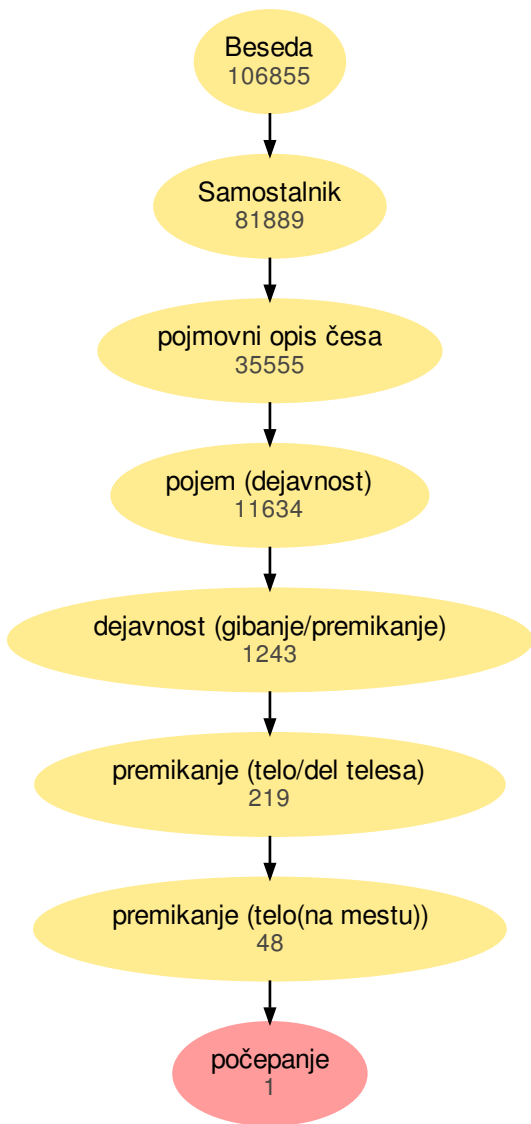 Beseda
106855
Samostalnik
81889
pojmovni opis česa
35555
pojem (dejavnost)
11634
dejavnost (gibanje/premikanje)
1243
premikanje (telo/del telesa)
219
premikanje (telo(na mestu))
48
počepanje
1